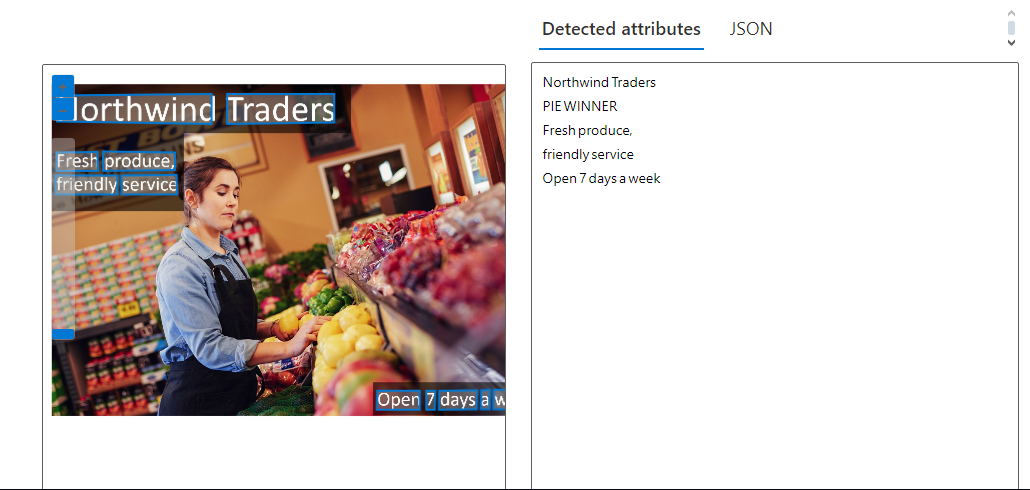 Detected attributes
JSON
Northwind Traders
Fresh produce,
friendly service
Open 7 days a w
Northwind Traders
PIE WINNER
Fresh produce,
friendly service
Open 7 days a week